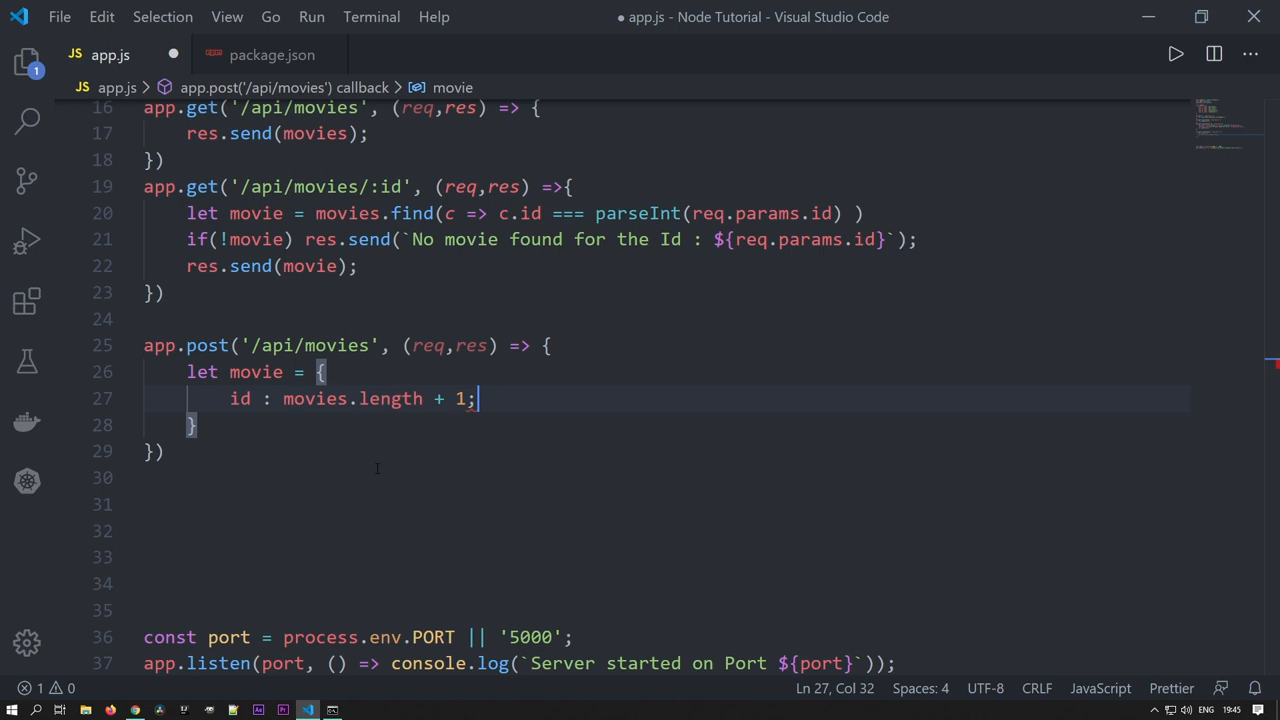 File Edit Selection View Go Run Terminal Help
● app.js - Node Tutorial - Visual Studio Code
JS app.js ●
package.json
JS app.js > app.post('/api/movies') callback > movie
1
16 app.get('/api/movies', (req,res) => {
17 res.send(movies);
18 })
19 app.get('/api/movies/:id', (req,res) =>{
20 let movie = movies.find(c => c.id === parseInt(req.params.id) )
21 if(!movie) res.send(`No movie found for the Id : ${req.params.id}`);
22 res.send(movie);
23 })
24
25 app.post('/api/movies', (req,res) => {
26 let movie = {
27 id : movies.length + 1;
28 }
29 })
30
31
32
33
34
35
36 const port = process.env.PORT || '5000';
37 app.listen(port, () => console.log(`Server started on Port ${port}`));
1 0
Ln 27, Col 32 Spaces: 4 UTF-8 CRLF JavaScript Prettier
Ae Pr
ENG 19:45